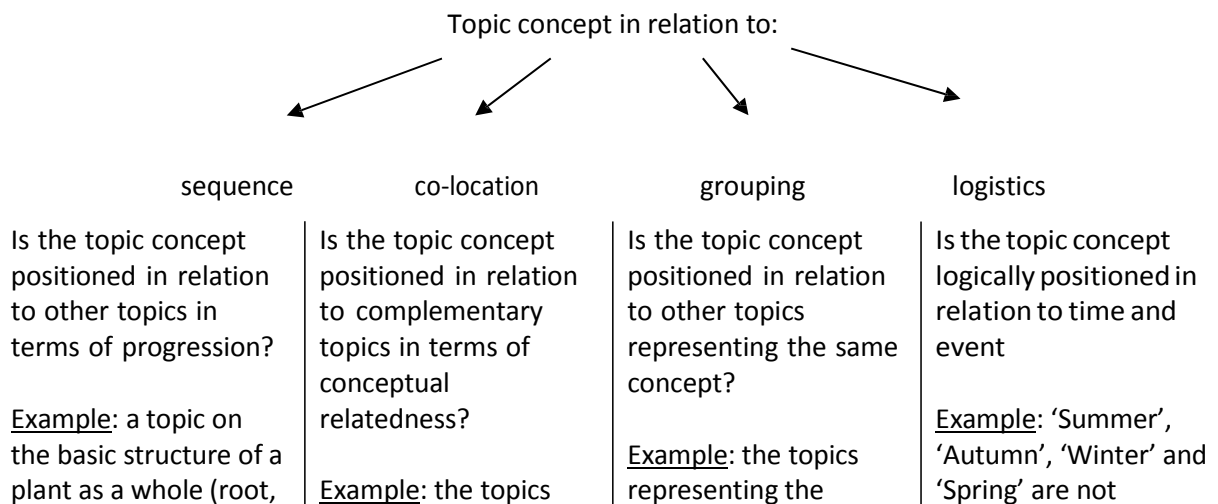 Topic concept in relation to:
sequence co-location grouping logistics
Is the topic concept
positioned in relation
to other topics in
terms of progression?
Example: a topic on
the basic structure of a
plant as a whole (root,
Is the topic concept
positioned in relation
to complementary
topics in terms of
conceptual
relatedness?
Example: the topics
Is the topic concept
positioned in relation
to other topics
representing the same
concept?
Example: the topics
representing the
Is the topic concept
logically positioned in
relation to time and
event
Example: ‘Summer’,
‘Autumn’, ‘Winter’ and
‘Spring’ are not